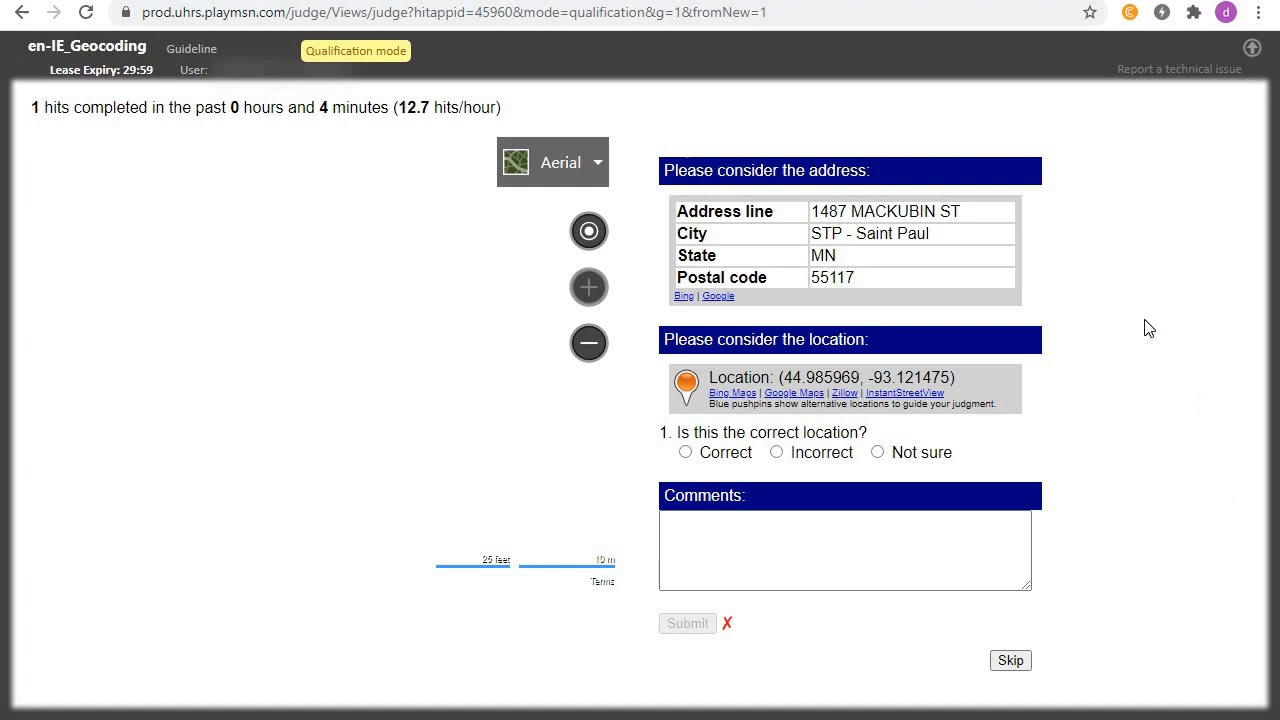 prod.uhrs.playmsn.com/judge/Views/judge?hitappid=45960&mode=qualification&g=1&fromNew=1
d
en-IE_Geocoding Guideline Qualification mode
Lease Expiry: 29:59 User: Report a technical issue
1 hits completed in the past 0 hours and 4 minutes (12.7 hits/hour)
Aerial
Please consider the address:
Address line 1487 MACKUBIN ST
City STP - Saint Paul
State MN
Postal code 55117
Bing | Google
Please consider the location:
Location: (44.985969, -93.121475)
Bing Maps | Google Maps | Zillow | InstantStreetView
Blue pushpins show alternative locations to guide your judgment.
1. Is this the correct location?
Correct Incorrect Not sure
Comments:
25 feet 10 m
Terms
Submit ✗
Skip